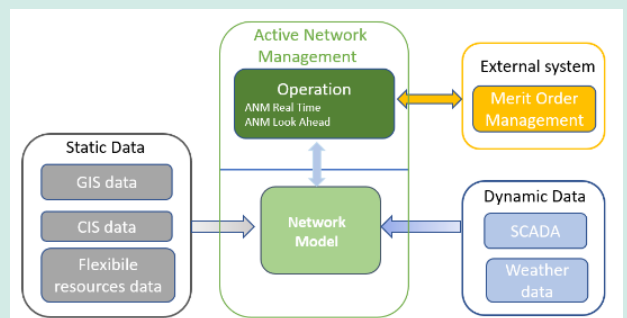 Active Network
Management
Operation
ANM Real Time
ANM Look Ahead
External system
Merit Order
Management
Static Data
GIS data
CIS data
Flexibile
resources data
Network
Model
Dynamic Data
SCADA
Weather
data